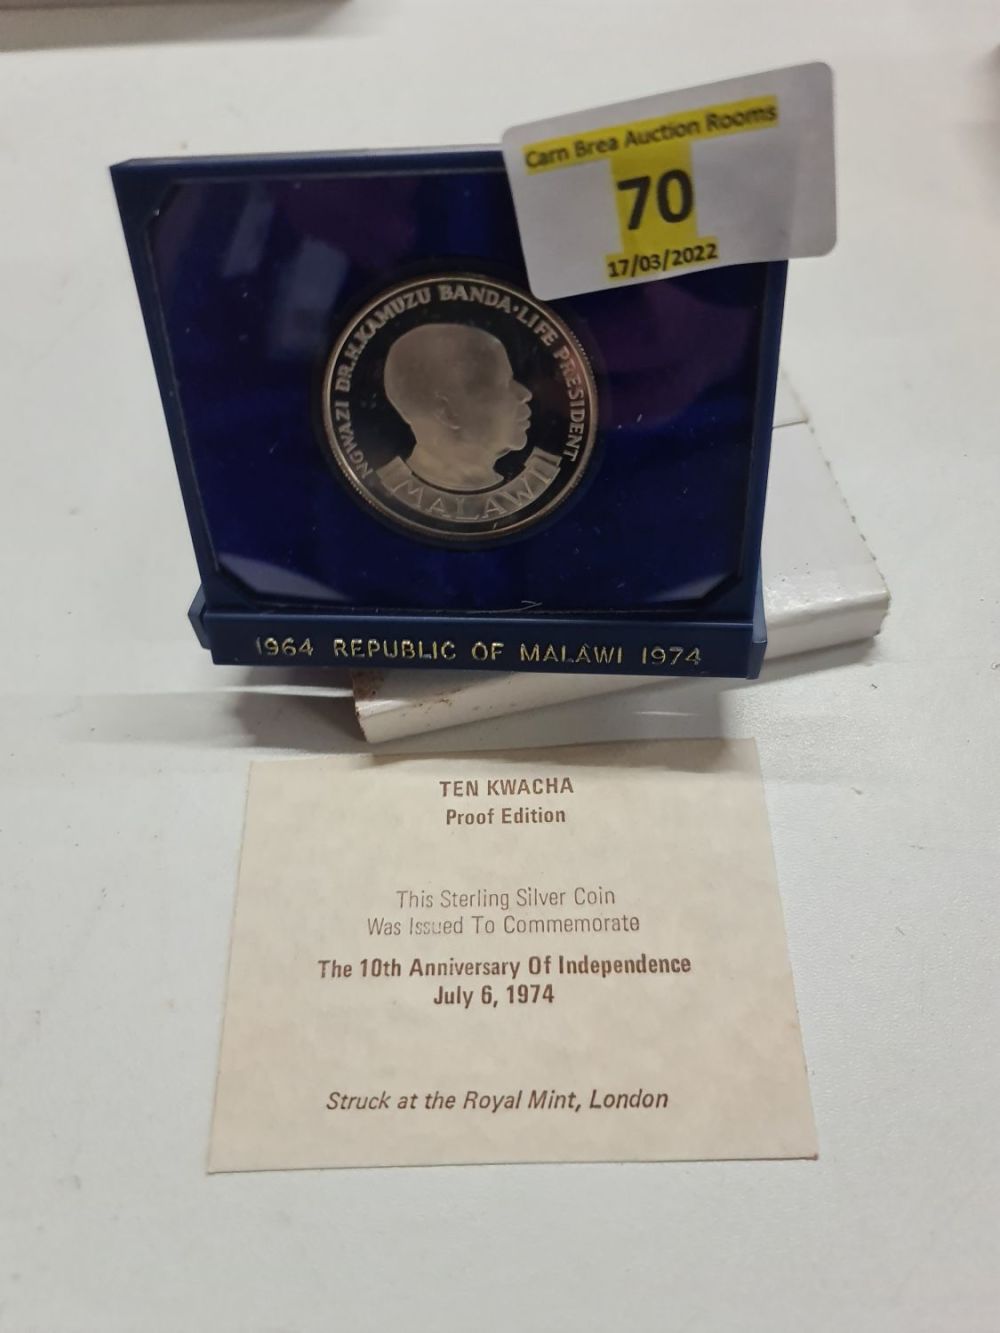 Carn Brea Auction Rooms
70
17/03/2022
NGWAZI DR.H.KAMUZU BANDA·LIFE PRESIDENT
MALAWI
1964 REPUBLIC OF MALAWI 1974
TEN KWACHA
Proof Edition
This Sterling Silver Coin
Was Issued To Commemorate
The 10th Anniversary Of Independence
July 6, 1974
Struck at the Royal Mint, London